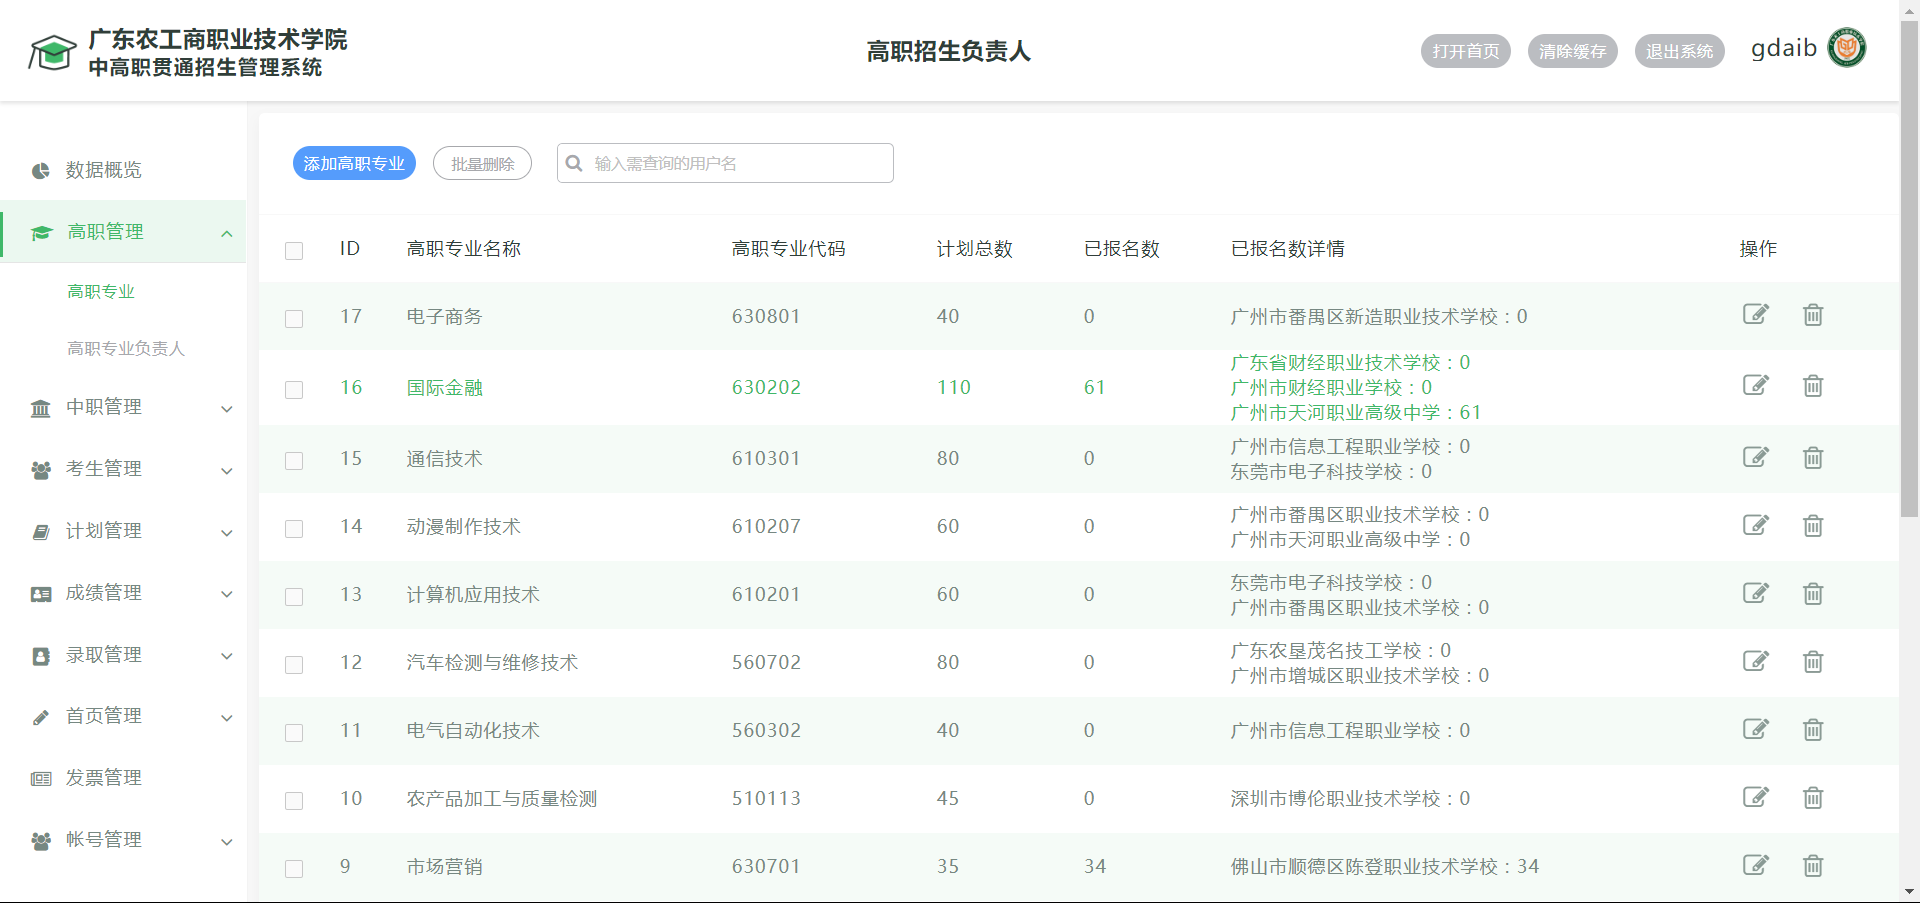 广东农工商职业技术学院
中高职贯通招生管理系统
高职招生负责人
打开首页
清除缓存
退出系统
gdaib
数据概览
高职管理
高职专业
高职专业负责人
中职管理
考生管理
计划管理
成绩管理
录取管理
首页管理
发票管理
帐号管理
添加高职专业
批量删除
输入需查询的用户名
ID 高职专业名称 高职专业代码 计划总数 已报名数 已报名数详情 操作
17 电子商务 630801 40 0 广州市番禺区新造职业技术学校：0
广东省财经职业技术学校：0
16 国际金融 630202 110 61 广州市财经职业学校：0
广州市天河职业高级中学：61
广州市信息工程职业学校：0
15 通信技术 610301 80 0
东莞市电子科技学校：0
广州市番禺区职业技术学校：0
14 动漫制作技术 610207 60 0
广州市天河职业高级中学：0
东莞市电子科技学校：0
13 计算机应用技术 610201 60 0
广州市番禺区职业技术学校：0
广东农垦茂名技工学校：0
12 汽车检测与维修技术 560702 80 0
广州市增城区职业技术学校：0
11 电气自动化技术 560302 40 0 广州市信息工程职业学校：0
10 农产品加工与质量检测 510113 45 0 深圳市博伦职业技术学校：0
9 市场营销 630701 35 34 佛山市顺德区陈登职业技术学校：34